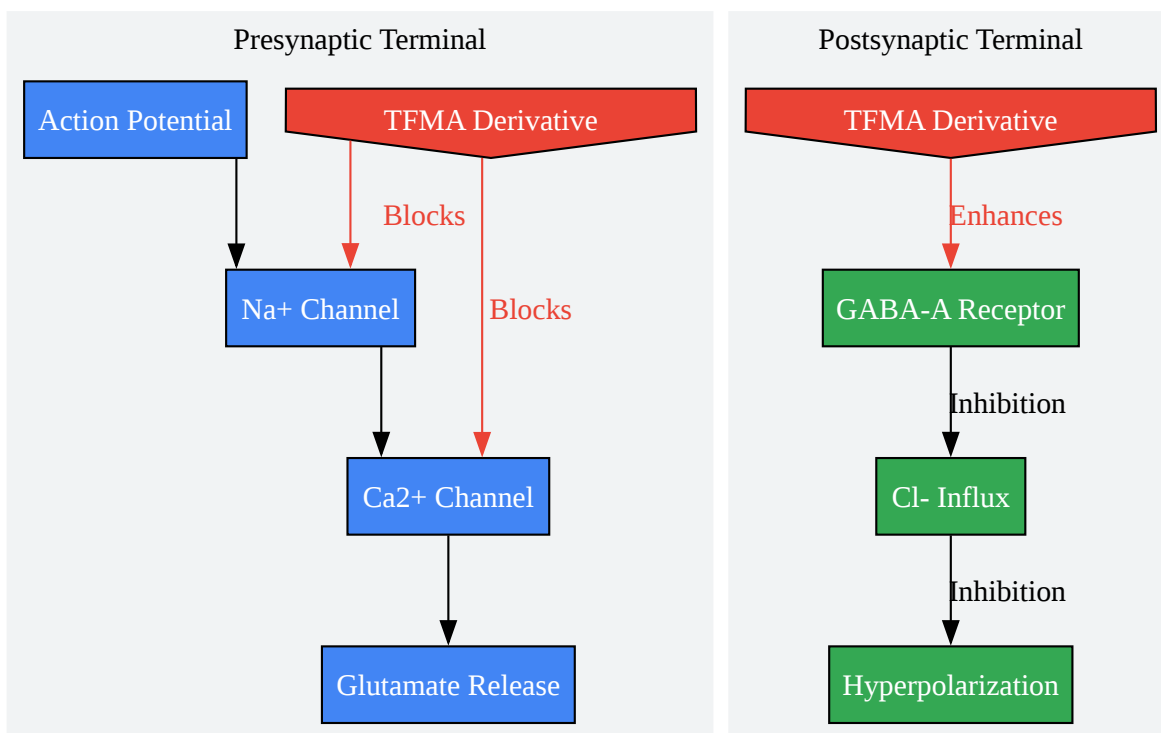 Presynaptic Terminal
Action Potential
TFMA Derivative
Blocks
Na+ Channel
Blocks
Ca2+ Channel
Glutamate Release
Postsynaptic Terminal
TFMA Derivative
Enhances
GABA-A Receptor
Inhibition
Cl- Influx
Inhibition
Hyperpolarization